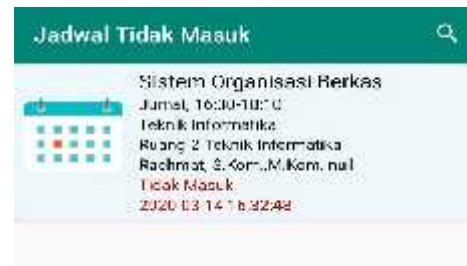 Jadwal Tidak Masuk
Sistem Organisasi Berkas
Jumat, 16:30-18:10
Teknik Informatika
Ruang 2 Teknik Informatika
Rachmat, S.Kom.,M.Kom. null
Tidak Masuk
2020-03-14 16:32:48